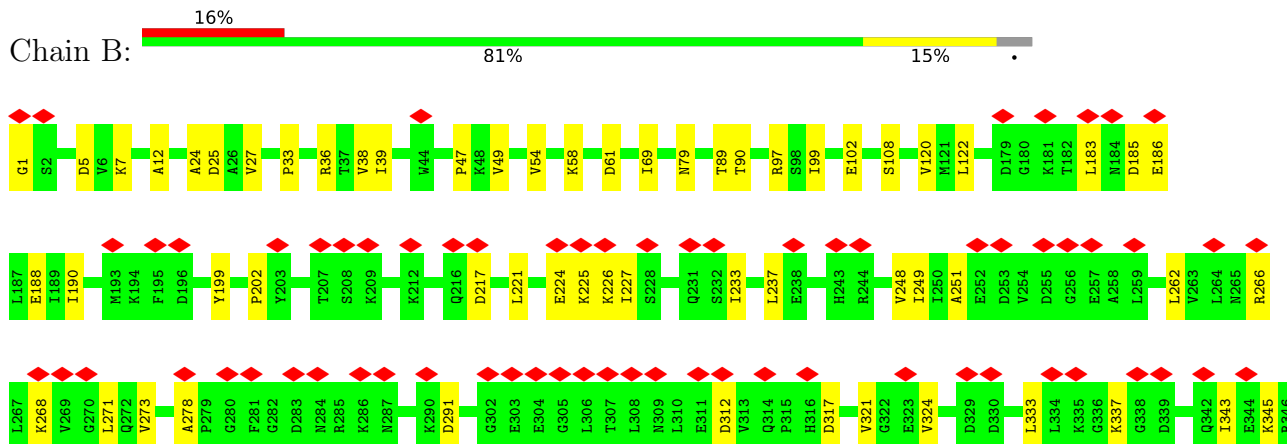 16%
Chain B:
81% 15% •
G1 S2 D5 V6 K7 A12 A24 D25 A26 V27 P33 R36 T37 V38 I39 W44 P47 K48 V49 V54 K58 D61 I69 N79 T89 T90 R97 S98 I99 E102 S108 V120 M121 L122 D179 G180 K181 T182 L183 N184 D185 E186
L187 E188 I189 I190 M193 K194 F195 D196 Y199 P202 Y203 T207 S208 K209 K212 Q216 D217 L221 E224 K225 K226 I227 S228 Q231 S232 I233 L237 E238 H243 R244 V248 I249 I250 A251 E252 D253 V254 D255 G256 E257 A258 L259 L262 V263 L264 N265 R266
L267 K268 V269 G270 L271 Q272 V273 A278 P279 G280 F281 G282 D283 N284 R285 K286 N287 K290 D291 G302 E303 E304 G305 L306 T307 L308 N309 L310 E311 D312 V313 Q314 P315 H316 D317 V321 G322 E323 V324 D329 D330 L333 L334 K335 G336 K337 G338 D339 Q342 I343 E344 K345